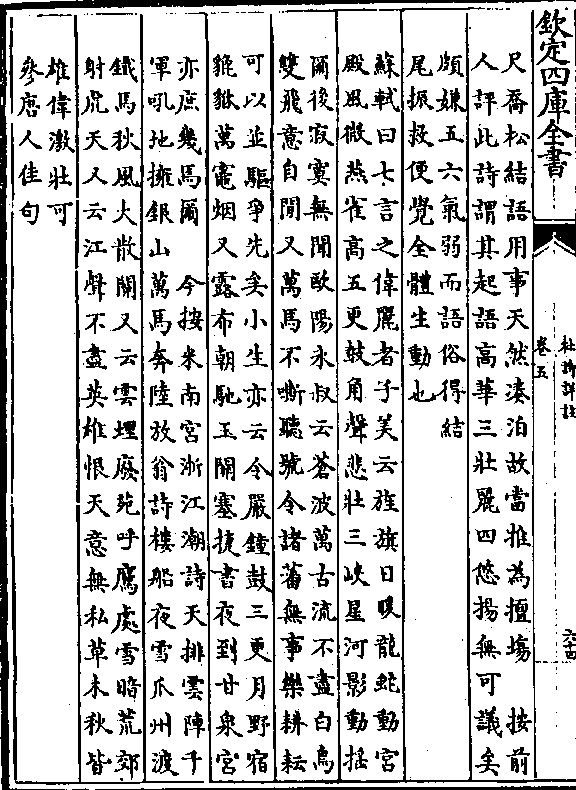 欽定四庫全書
杜詩詳註
卷五
六十四
尺喬松結語用事天然湊泊故當推為擅塲　按前
人評此詩謂其起語高華三壯麗四悠揚無可議矣
頗嫌五六氣弱而語俗得結
尾振救便覺全體生動也
蘇軾曰七言之偉麗者子美云旌旗日暖龍蛇動宮
殿風微燕雀高五更鼓角聲悲壯三峽星河影動搖
爾後寂寞無聞歐陽永叔云蒼波萬古流不盡白鳥
雙飛意自閒又萬馬不嘶聽號令諸蕃無事樂耕耘
可以並驅爭先矣小生亦云令嚴鐘鼓三更月野宿
貔貅萬竈烟又露布朝馳玉關塞捷書夜到甘泉宮
亦庶幾焉爾　今按米南宮浙江潮詩天排雲陣千
軍吼地擁銀山萬馬奔陸放翁詩樓船夜雪瓜州渡
鐵馬秋風大散關又云雲埋廢苑呼鷹處雪暗荒郊
射虎天又云江聲不盡英雄恨天意無私草木秋皆
雄偉激壯可
參唐人佳句